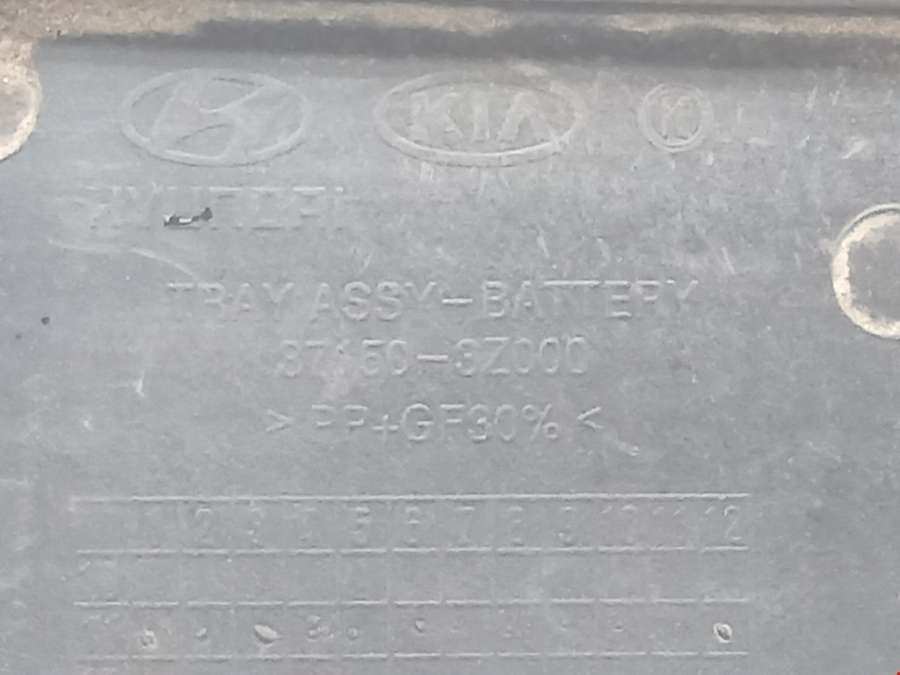 KIA
HYUNDAI
TRAY ASSY-BATTERY
37150-3Z000
>PP+GF30%<
1 2 3 4 5 6 7 8 9 10 11 12